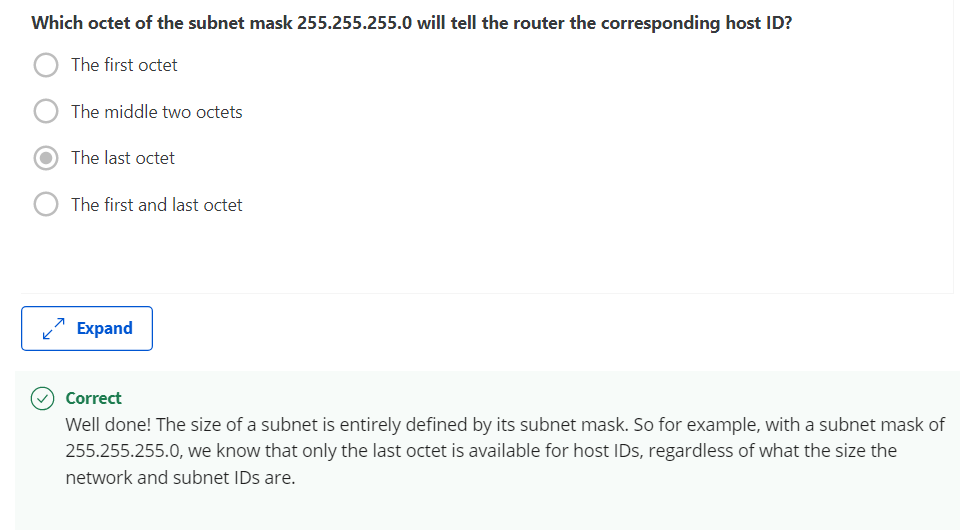 Which octet of the subnet mask 255.255.255.0 will tell the router the corresponding host ID?
The first octet
The middle two octets
The last octet
The first and last octet
Expand
Correct
Well done! The size of a subnet is entirely defined by its subnet mask. So for example, with a subnet mask of
255.255.255.0, we know that only the last octet is available for host IDs, regardless of what the size the
network and subnet IDs are.